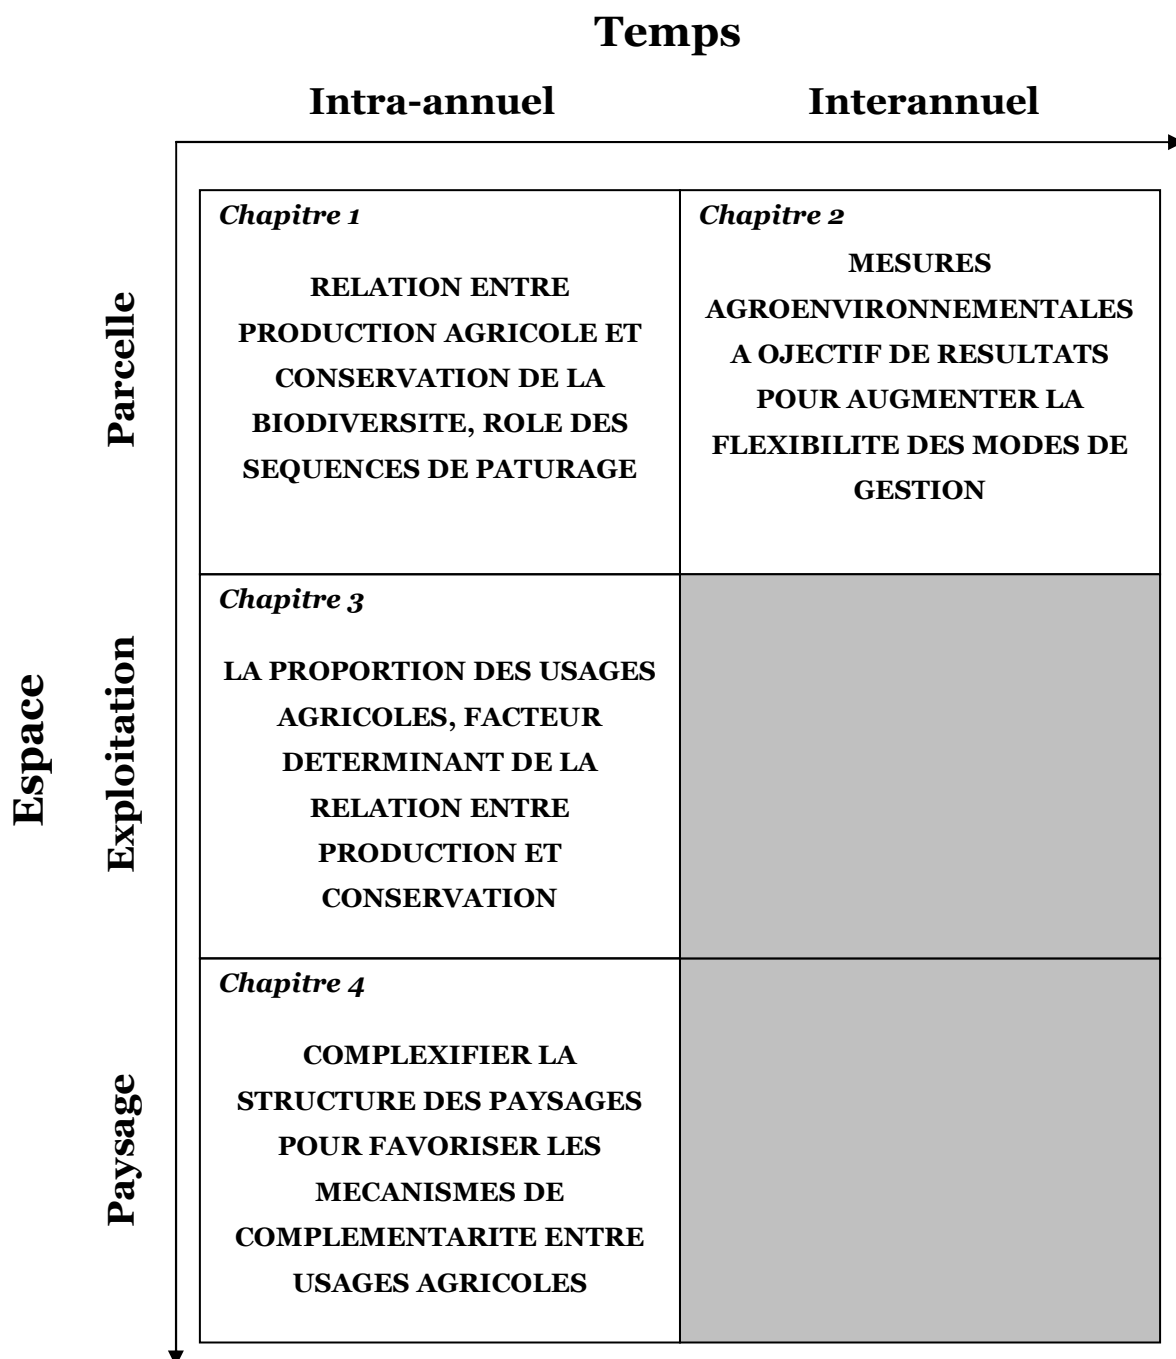 Temps
Intra-annuel
Interannuel
Espace
Parcelle
Chapitre 1
RELATION ENTRE
PRODUCTION AGRICOLE ET
CONSERVATION DE LA
BIODIVERSITE, ROLE DES
SEQUENCES DE PATURAGE
Chapitre 2
MESURES
AGROENVIRONNEMENTALES
A OJECTIF DE RESULTATS
POUR AUGMENTER LA
FLEXIBILITE DES MODES DE
GESTION
Exploitation
Chapitre 3
LA PROPORTION DES USAGES
AGRICOLES, FACTEUR
DETERMINANT DE LA
RELATION ENTRE
PRODUCTION ET
CONSERVATION
Paysage
Chapitre 4
COMPLEXIFIER LA
STRUCTURE DES PAYSAGES
POUR FAVORISER LES
MECANISMES DE
COMPLEMENTARITE ENTRE
USAGES AGRICOLES